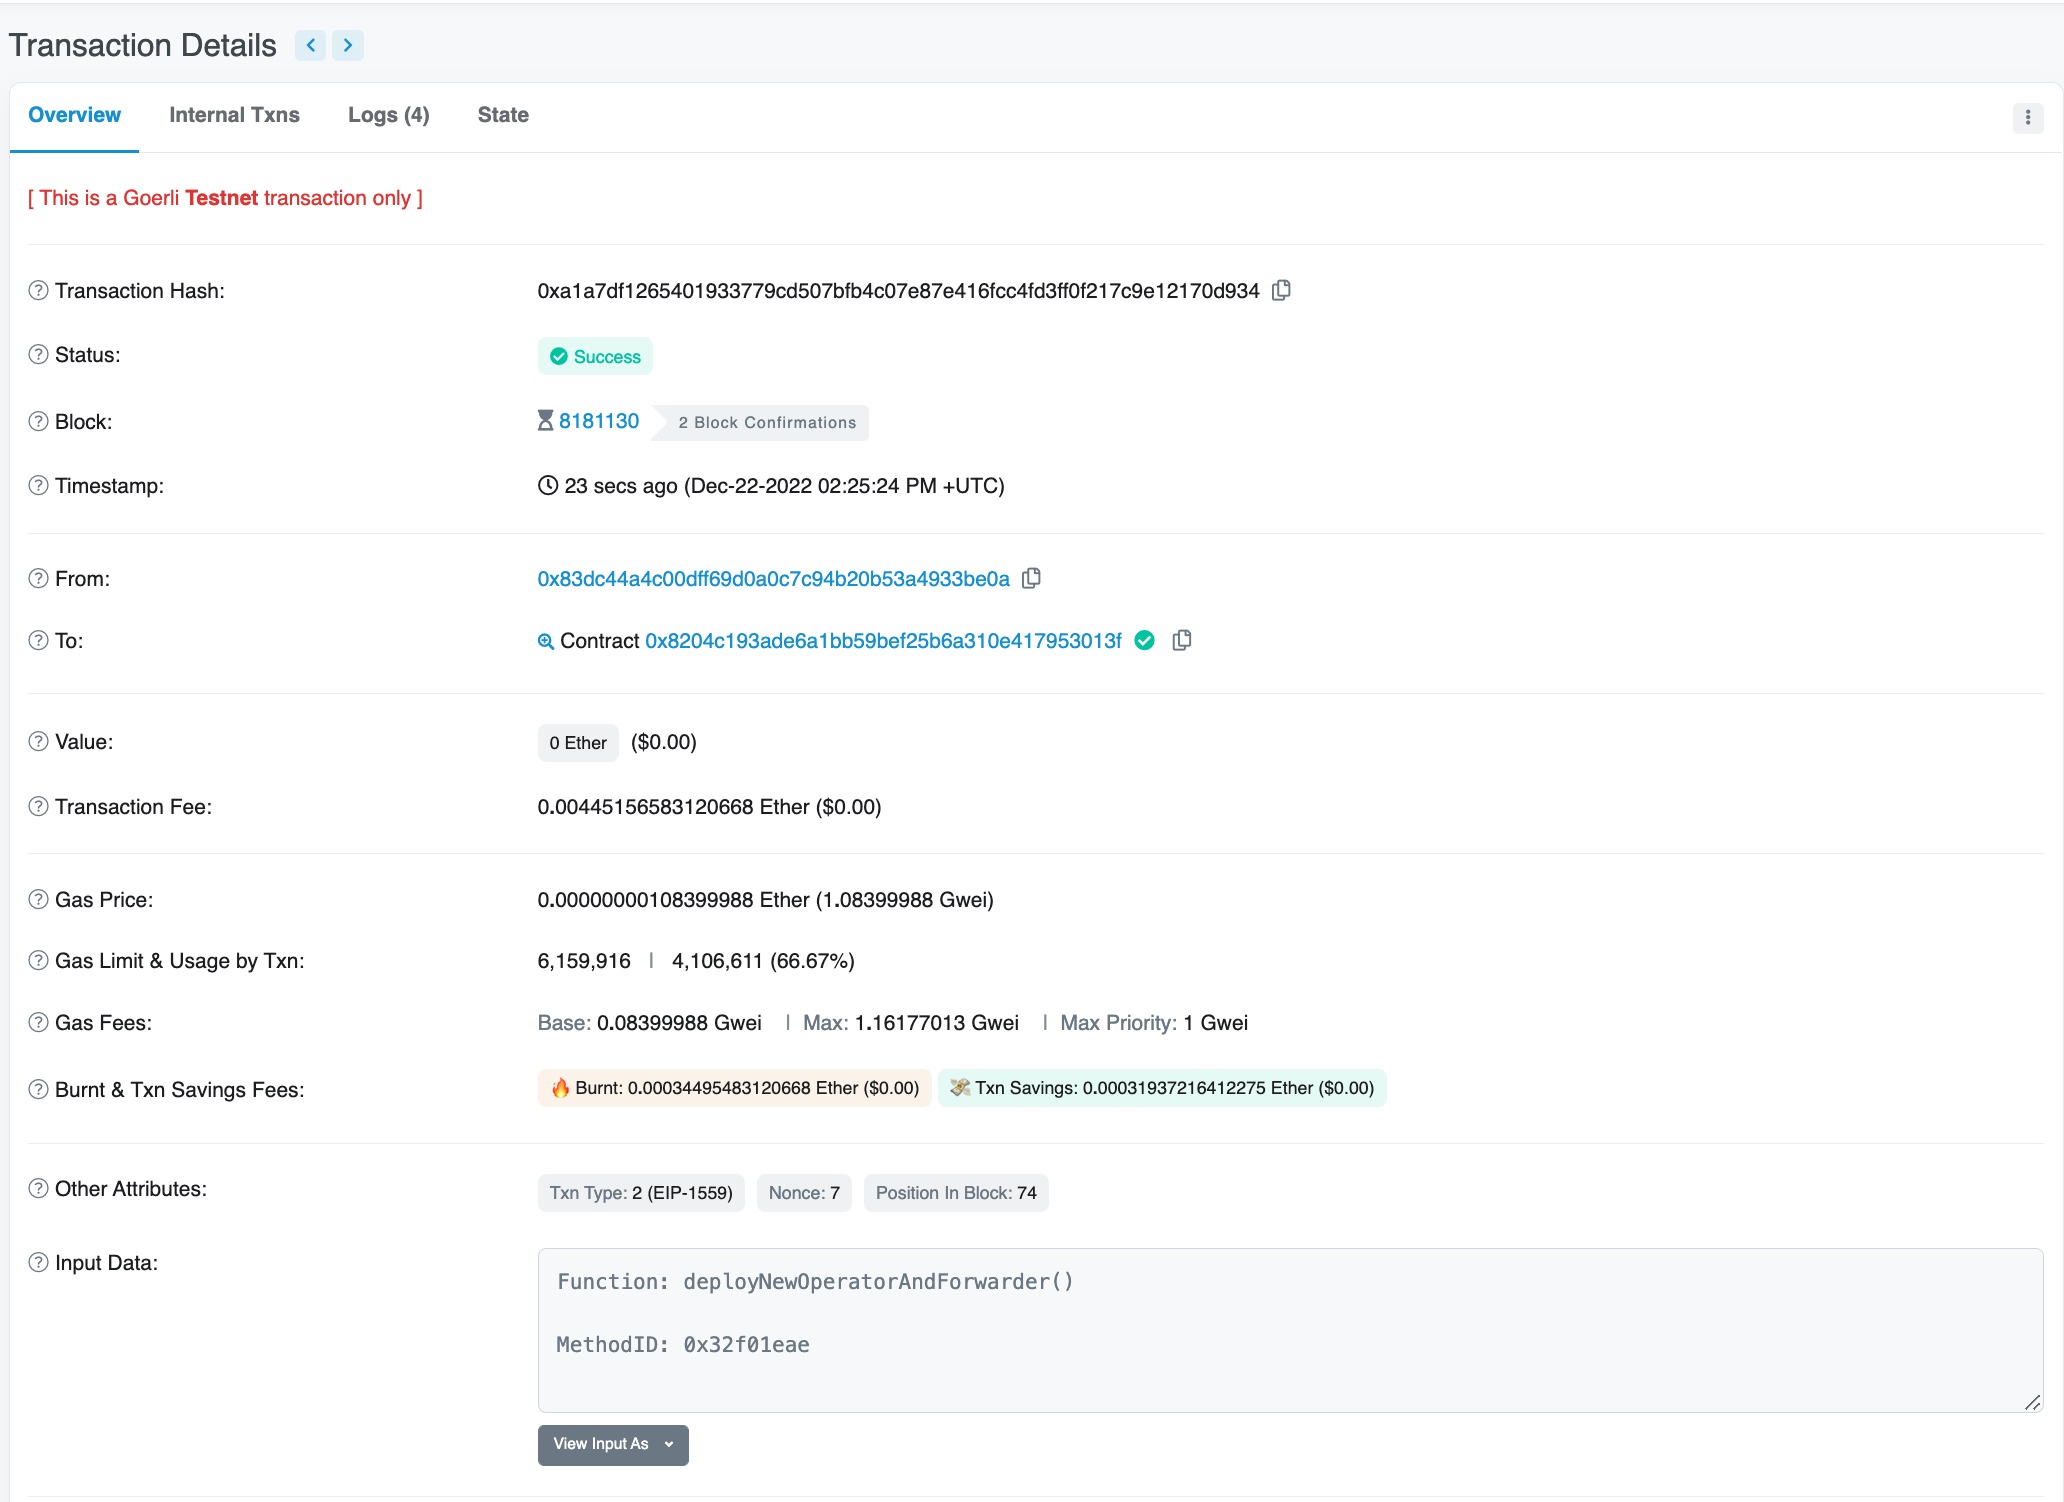 Transaction Details
Overview Internal Txns Logs (4) State
[ This is a Goerli Testnet transaction only ]
Transaction Hash: 0xa1a7df1265401933779cd507bfb4c07e87e416fcc4fd3ff0f217c9e12170d934
Status: Success
Block: 8181130 2 Block Confirmations
Timestamp: 23 secs ago (Dec-22-2022 02:25:24 PM +UTC)
From: 0x83dc44a4c00dff69d0a0c7c94b20b53a4933be0a
To: Contract 0x8204c193ade6a1bb59bef25b6a310e417953013f
Value: 0 Ether ($0.00)
Transaction Fee: 0.00445156583120668 Ether ($0.00)
Gas Price: 0.00000000108399988 Ether (1.08399988 Gwei)
Gas Limit & Usage by Txn: 6,159,916 | 4,106,611 (66.67%)
Gas Fees: Base: 0.08399988 Gwei | Max: 1.16177013 Gwei | Max Priority: 1 Gwei
Burnt & Txn Savings Fees: Burnt: 0.00034495483120668 Ether ($0.00) Txn Savings: 0.00031937216412275 Ether ($0.00)
Other Attributes: Txn Type: 2 (EIP-1559) Nonce: 7 Position In Block: 74
Input Data: Function: deployNewOperatorAndForwarder()
MethodID: 0x32f01eae
View Input As